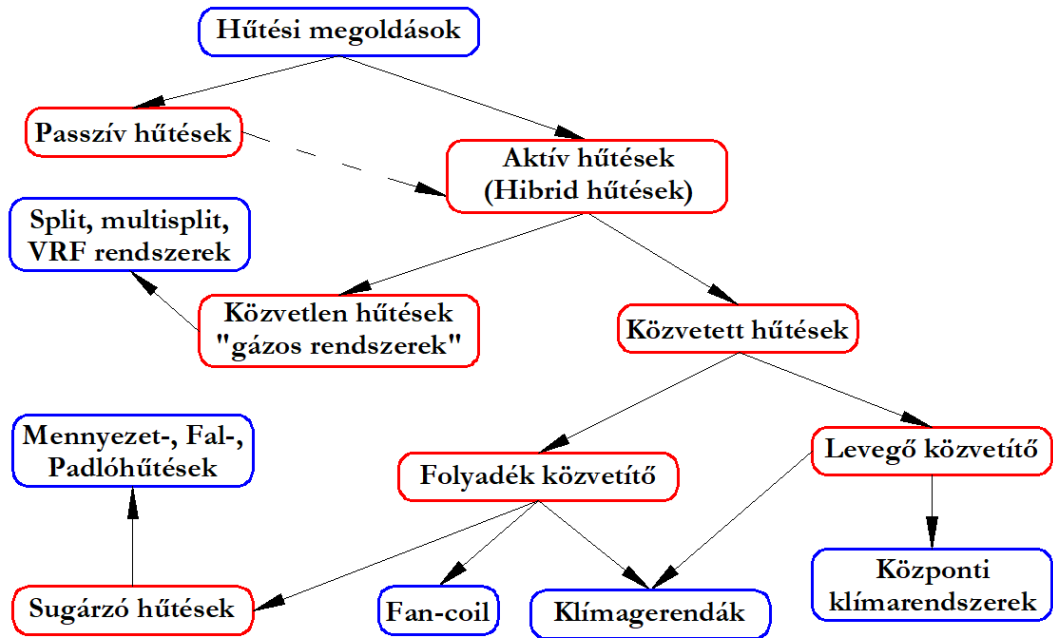 Hűtési megoldások
Passzív hűtések
Aktív hűtések
(Hibrid hűtések)
Split, multisplit,
VRF rendszerek
Közvetlen hűtések
"gázos rendszerek"
Közvetett hűtések
Mennyezet-, Fal-,
Padlóhűtések
Folyadék közvetítő
Levegő közvetítő
Sugárzó hűtések
Fan-coil
Klímagerendák
Központi
klímarendszerek